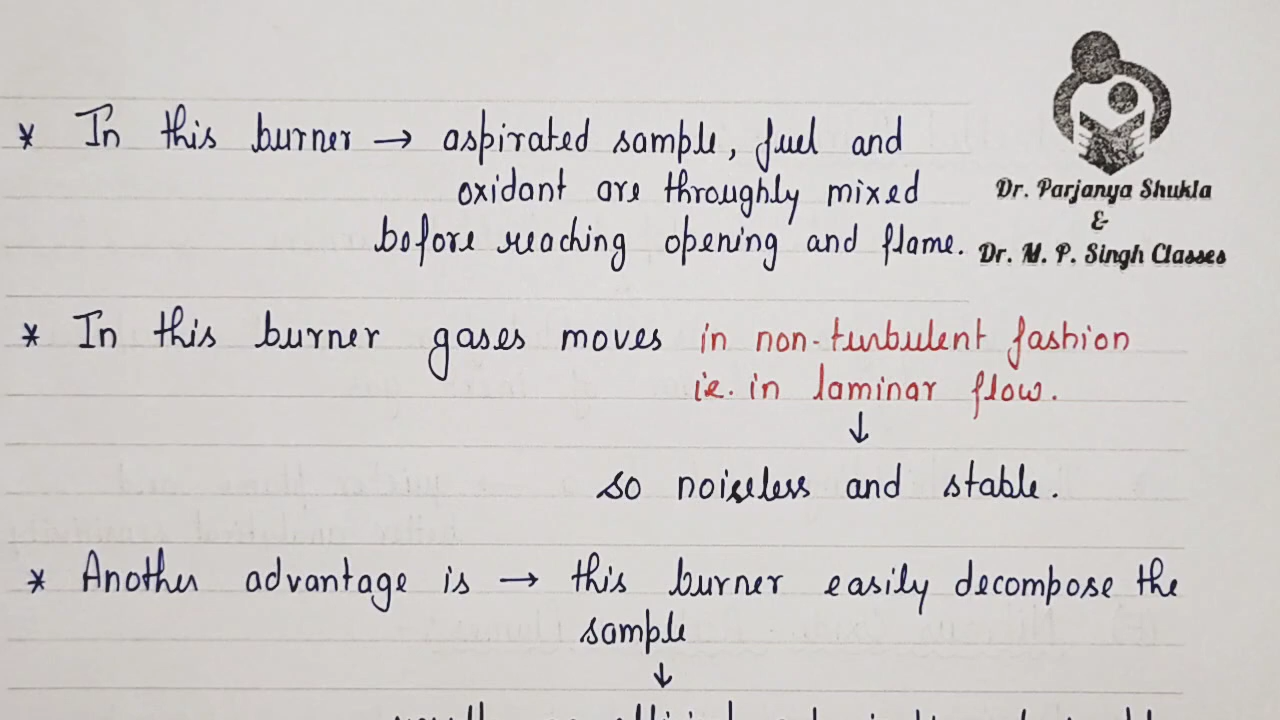 * In this burner → aspirated sample, fuel and
oxidant are throughly mixed
before reaching opening and flame.
Dr. Parjanya Shukla
&
Dr. M. P. Singh Classes
* In this burner gases moves in non-turbulent fashion
i.e. in laminar flow.
↓
so noiseless and stable.
* Another advantage is → this burner easily decompose the
sample
↓